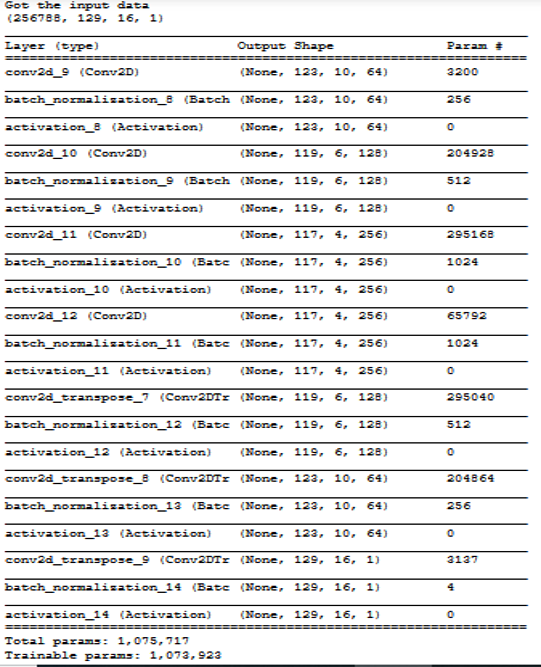 Got the input data
(256788, 129, 16, 1)
Layer (type) Output Shape Param #
conv2d_9 (Conv2D) (None, 123, 10, 64) 3200
batch_normalization_8 (Batch (None, 123, 10, 64) 256
activation_8 (Activation) (None, 123, 10, 64) 0
conv2d_10 (Conv2D) (None, 119, 6, 128) 204928
batch_normalization_9 (Batch (None, 119, 6, 128) 512
activation_9 (Activation) (None, 119, 6, 128) 0
conv2d_11 (Conv2D) (None, 117, 4, 256) 295168
batch_normalization_10 (Batc (None, 117, 4, 256) 1024
activation_10 (Activation) (None, 117, 4, 256) 0
conv2d_12 (Conv2D) (None, 117, 4, 256) 65792
batch_normalization_11 (Batc (None, 117, 4, 256) 1024
activation_11 (Activation) (None, 117, 4, 256) 0
conv2d_transpose_7 (Conv2DTr (None, 119, 6, 128) 295040
batch_normalization_12 (Batc (None, 119, 6, 128) 512
activation_12 (Activation) (None, 119, 6, 128) 0
conv2d_transpose_8 (Conv2DTr (None, 123, 10, 64) 204864
batch_normalization_13 (Batc (None, 123, 10, 64) 256
activation_13 (Activation) (None, 123, 10, 64) 0
conv2d_transpose_9 (Conv2DTr (None, 129, 16, 1) 3137
batch_normalization_14 (Batc (None, 129, 16, 1) 4
activation_14 (Activation) (None, 129, 16, 1) 0
Total params: 1,075,717
Trainable params: 1,073,923